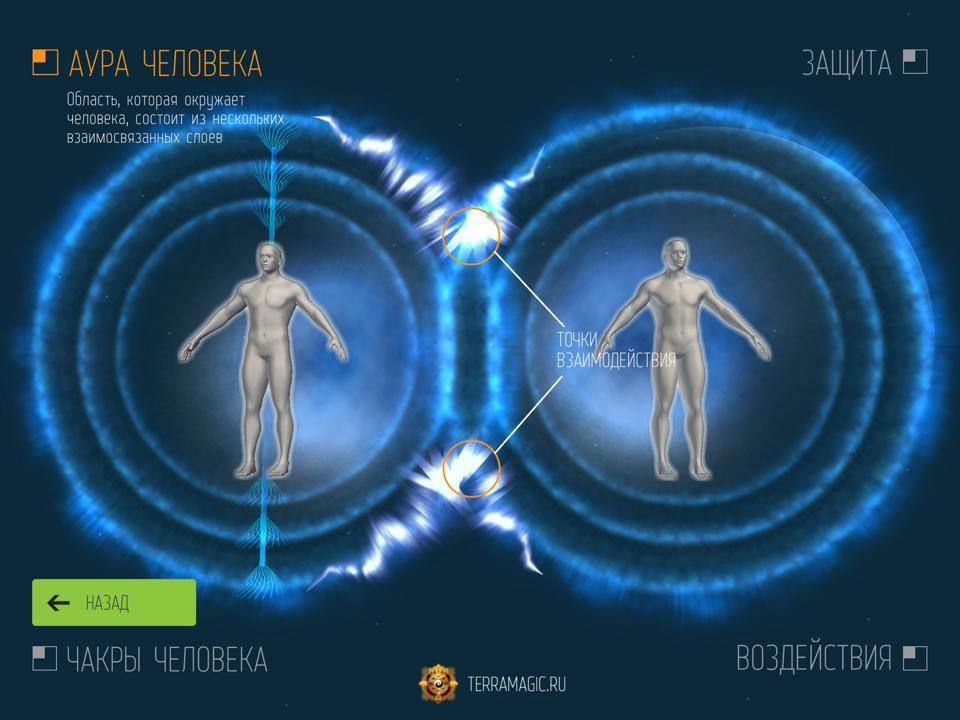 АУРА ЧЕЛОВЕКА
ЗАЩИТА
Область, которая окружает
человека, состоит из нескольких
взаимосвязанных слоев
ТОЧКИ
ВЗАИМОДЕЙСТВИЯ
НАЗАД
ЧАКРЫ ЧЕЛОВЕКА
ВОЗДЕЙСТВИЯ
TERRAMAGIC.RU